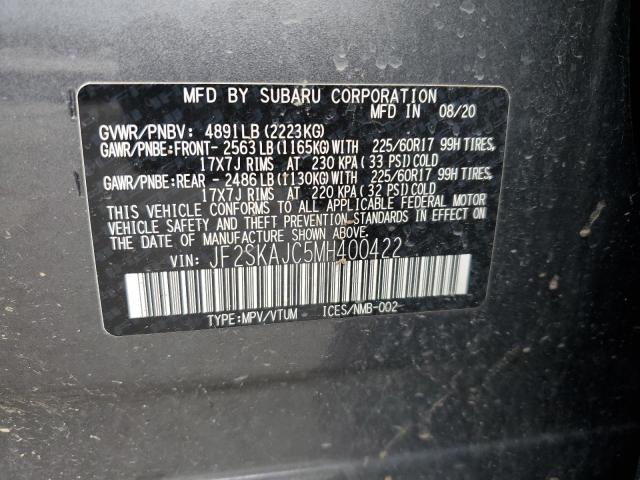 MFD BY SUBARU CORPORATION
MFD IN 08/20
GVWR/PNBV: 4891LB(2223KG)
GAWR/PNBE:FRONT- 2563LB(1165KG)WITH 225/60R17 99H TIRES,
17X7J RIMS AT 230 KPA(33 PSI)COLD
GAWR/PNBE:REAR - 2486LB(1130KG)WITH 225/60R17 99H TIRES,
17X7J RIMS AT 220 KPA(32 PSI)COLD
THIS VEHICLE CONFORMS TO ALL APPLICABLE FEDERAL MOTOR
VEHICLE SAFETY AND THEFT PREVENTION STANDARDS IN EFFECT ON
THE DATE OF MANUFACTURE SHOWN ABOVE.
VIN: JF2SKAJC5MH400422
TYPE:MPV/VTUM ICES/NMB-002